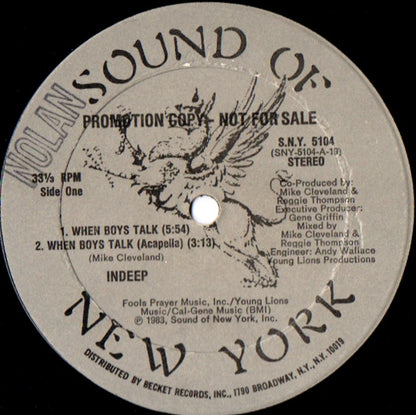 SOUND OF
NOLAN
PROMOTION COPY - NOT FOR SALE
S.N.Y. 5104
(SNY-5104-A-19)
STEREO
33⅓ RPM
Side One
Co-Produced by:
Mike Cleveland &
Reggie Thompson
Executive Producer:
Gene Griffin
Mixed by
Mike Cleveland &
Reggie Thompson
Engineer: Andy Wallace
Young Lions Productions
1. WHEN BOYS TALK (5:54)
2. WHEN BOYS TALK (Acapella) (3:13)
(Mike Cleveland)
INDEEP
Fools Prayer Music, Inc./Young Lions
Music/Cal-Gene Music (BMI)
℗ 1983, Sound of New York, Inc.
NEW YORK
DISTRIBUTED BY BECKET RECORDS, INC., 1790 BROADWAY, N.Y., N.Y. 10019